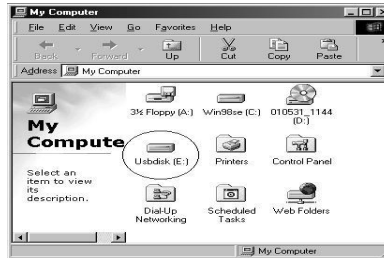 My Computer
File Edit View Go Favorites Help
Back Forward Up Cut Copy Paste
Address My Computer
My
Compute
Select an
item to view
its
description.
3½ Floppy (A:) Win98se (C:) 010531_1144
(D:)
Usbdisk (E:) Printers Control Panel
Dial-Up
Networking Scheduled
Tasks Web Folders
My Computer